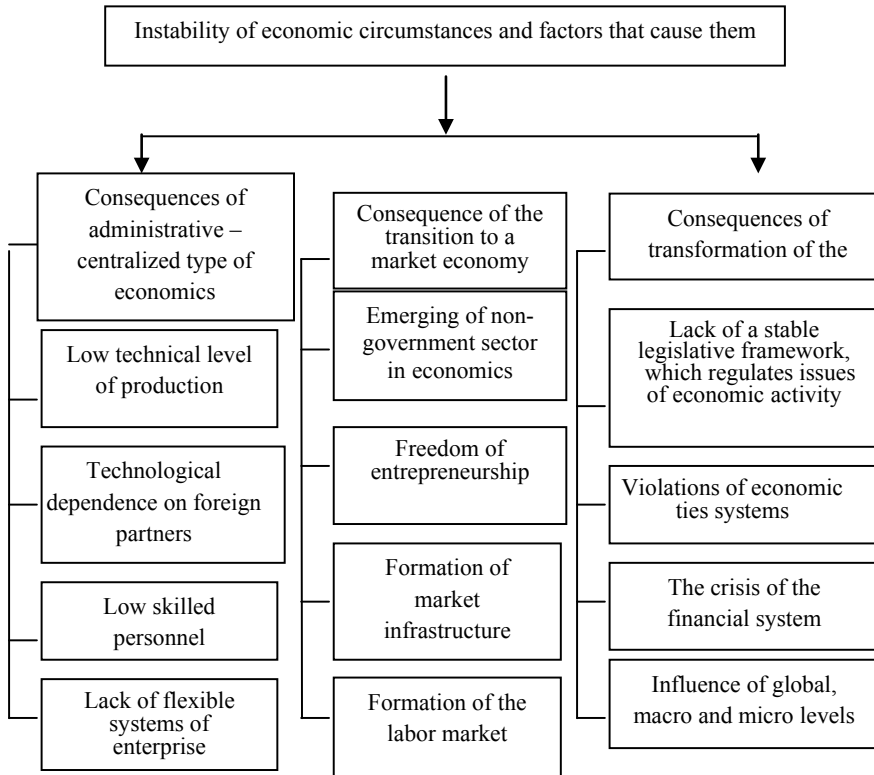 Instability of economic circumstances and factors that cause them
Consequences of
administrative –
centralized type of
economics
Low technical level
of production
Technological
dependence on foreign
partners
Low skilled
personnel
Lack of flexible
systems of
enterprise
Consequence of the
transition to a
market economy
Emerging of non-
government sector
in economics
Freedom of
entrepreneurship
Formation of
market
infrastructure
Formation of the
labor market
Consequences of
transformation of the
Lack of a stable
legislative framework,
which regulates issues
of economic activity
Violations of economic
ties systems
The crisis of the
financial system
Influence of global,
macro and micro levels